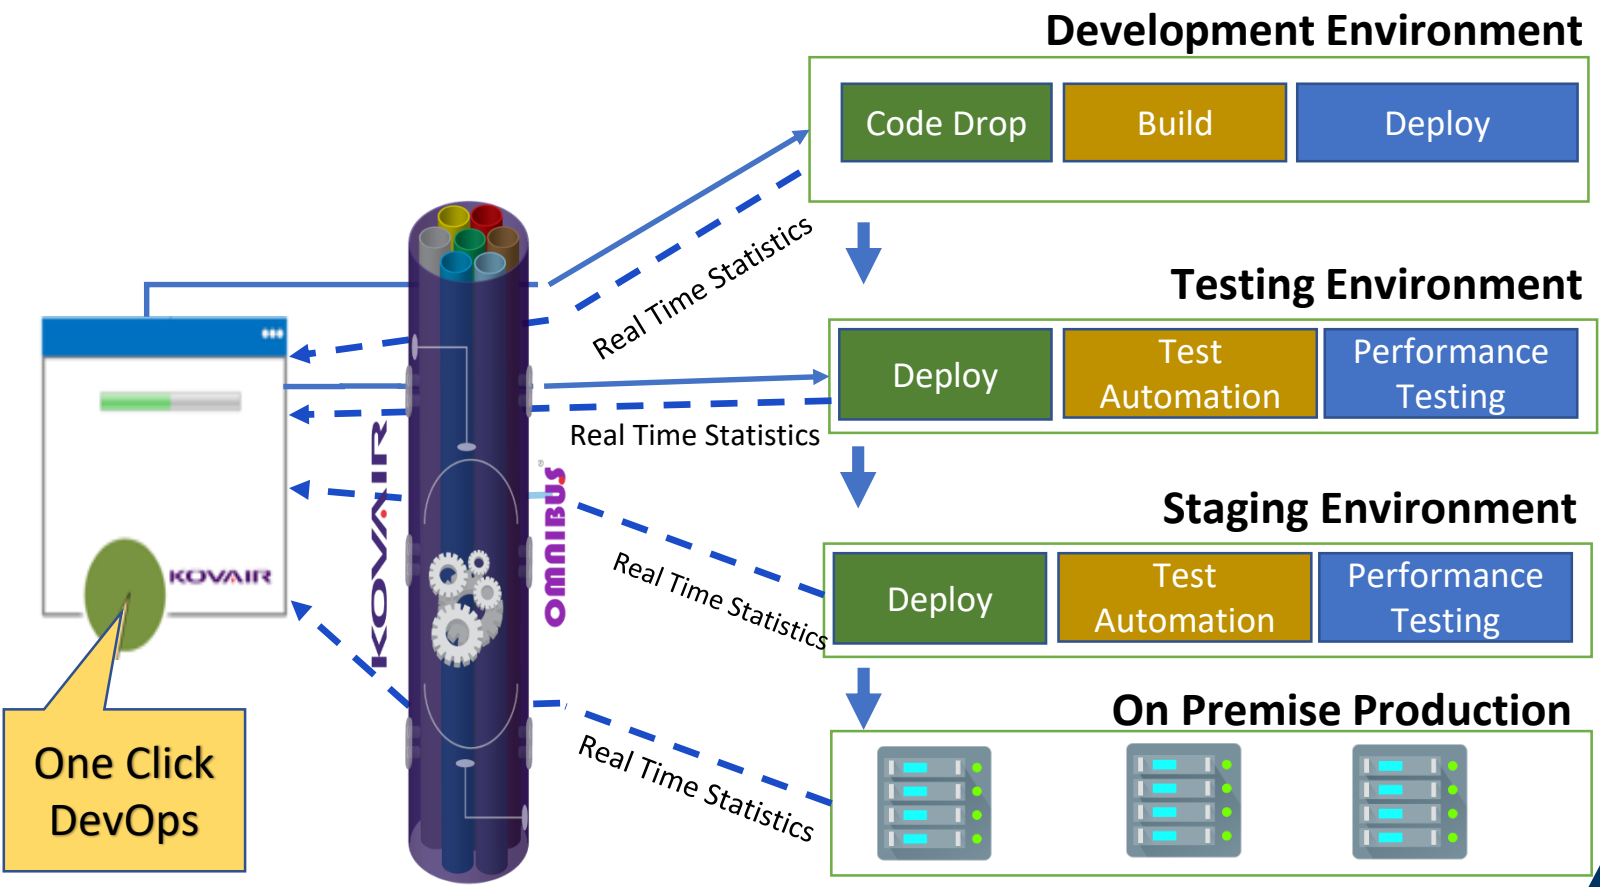 Development Environment
Code Drop
Build
Deploy
Real Time Statistics
Testing Environment
Deploy
Test
Automation
Performance
Testing
Real Time Statistics
KOVAIR
OMNIBUS
®
Staging Environment
Deploy
Test
Automation
Performance
Testing
Real Time Statistics
KOVAIR
One Click
DevOps
On Premise Production
Real Time Statistics